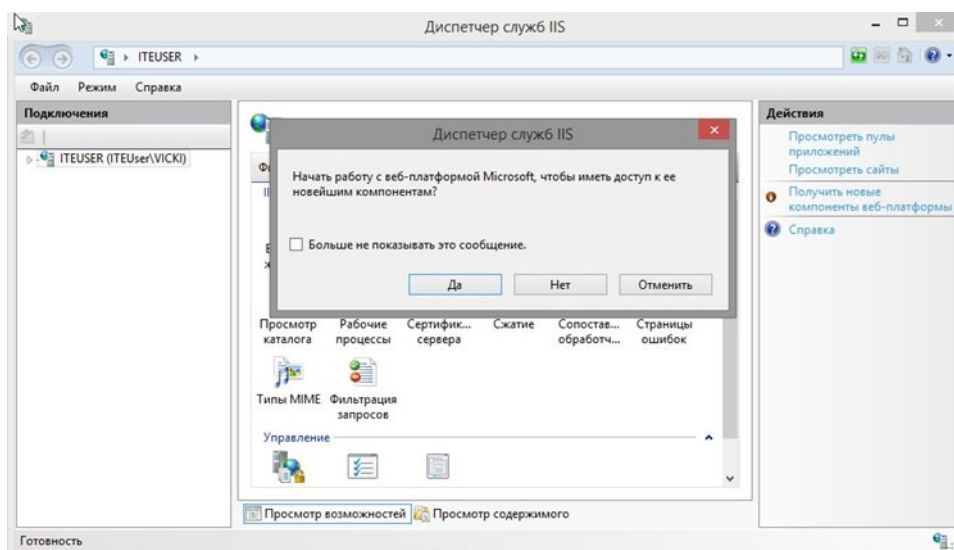 Диспетчер служб IIS
ITEUSER
Файл Режим Справка
Подключения
ITEUSER (ITEUser\VICKI)
Диспетчер служб IIS
Начать работу с веб-платформой Microsoft, чтобы иметь доступ к ее
новейшим компонентам?
Больше не показывать это сообщение.
Да Нет Отменить
Просмотр каталога
Рабочие процессы
Сертифик... сервера
Сжатие
Сопостав... обработч...
Страницы ошибок
Типы MIME
Фильтрация запросов
Управление
Просмотр возможностей
Просмотр содержимого
Действия
Просмотреть пулы
приложений
Просмотреть сайты
Получить новые
компоненты веб-платформы
Справка
Готовность